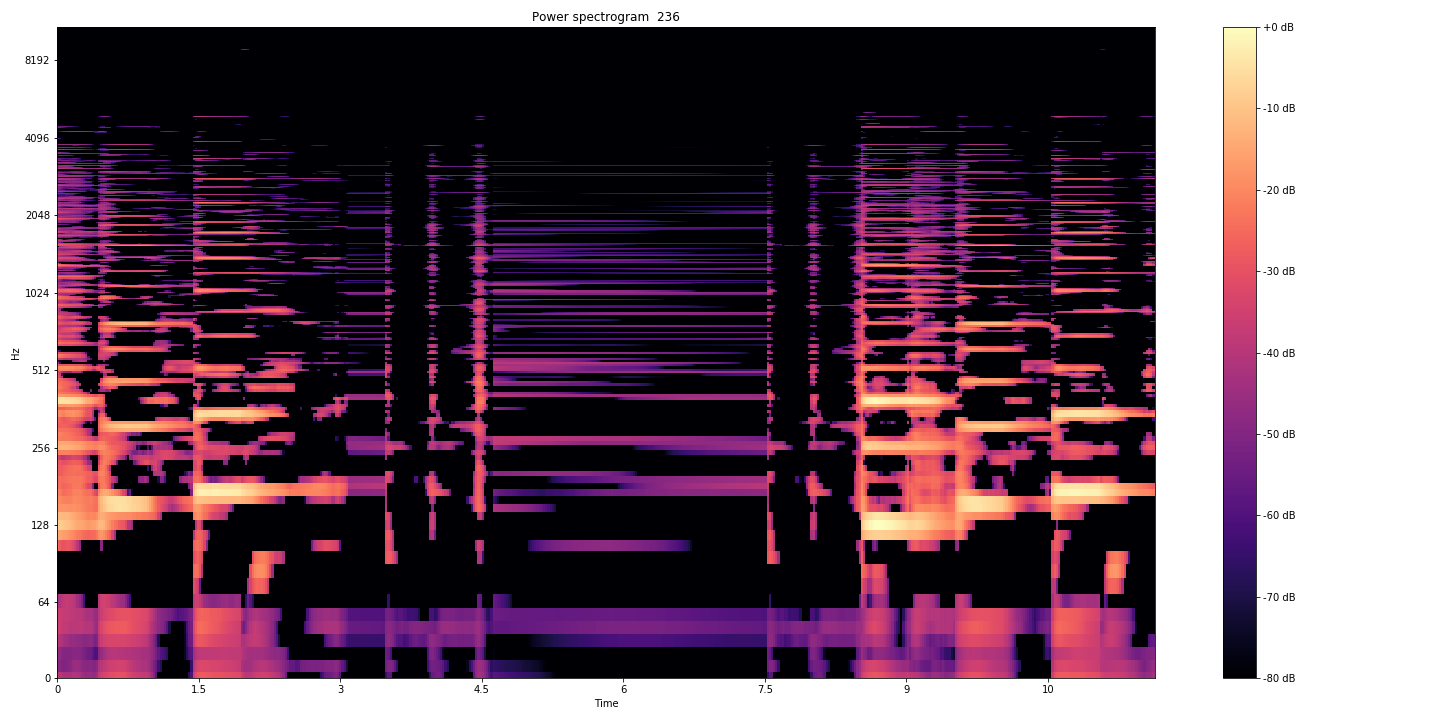 Power spectrogram  236
8192
4096
2048
1024
512
256
128
64
0
Hz
0
1.5
3
4.5
6
7.5
9
10
Time
+0 dB
-10 dB
-20 dB
-30 dB
-40 dB
-50 dB
-60 dB
-70 dB
-80 dB